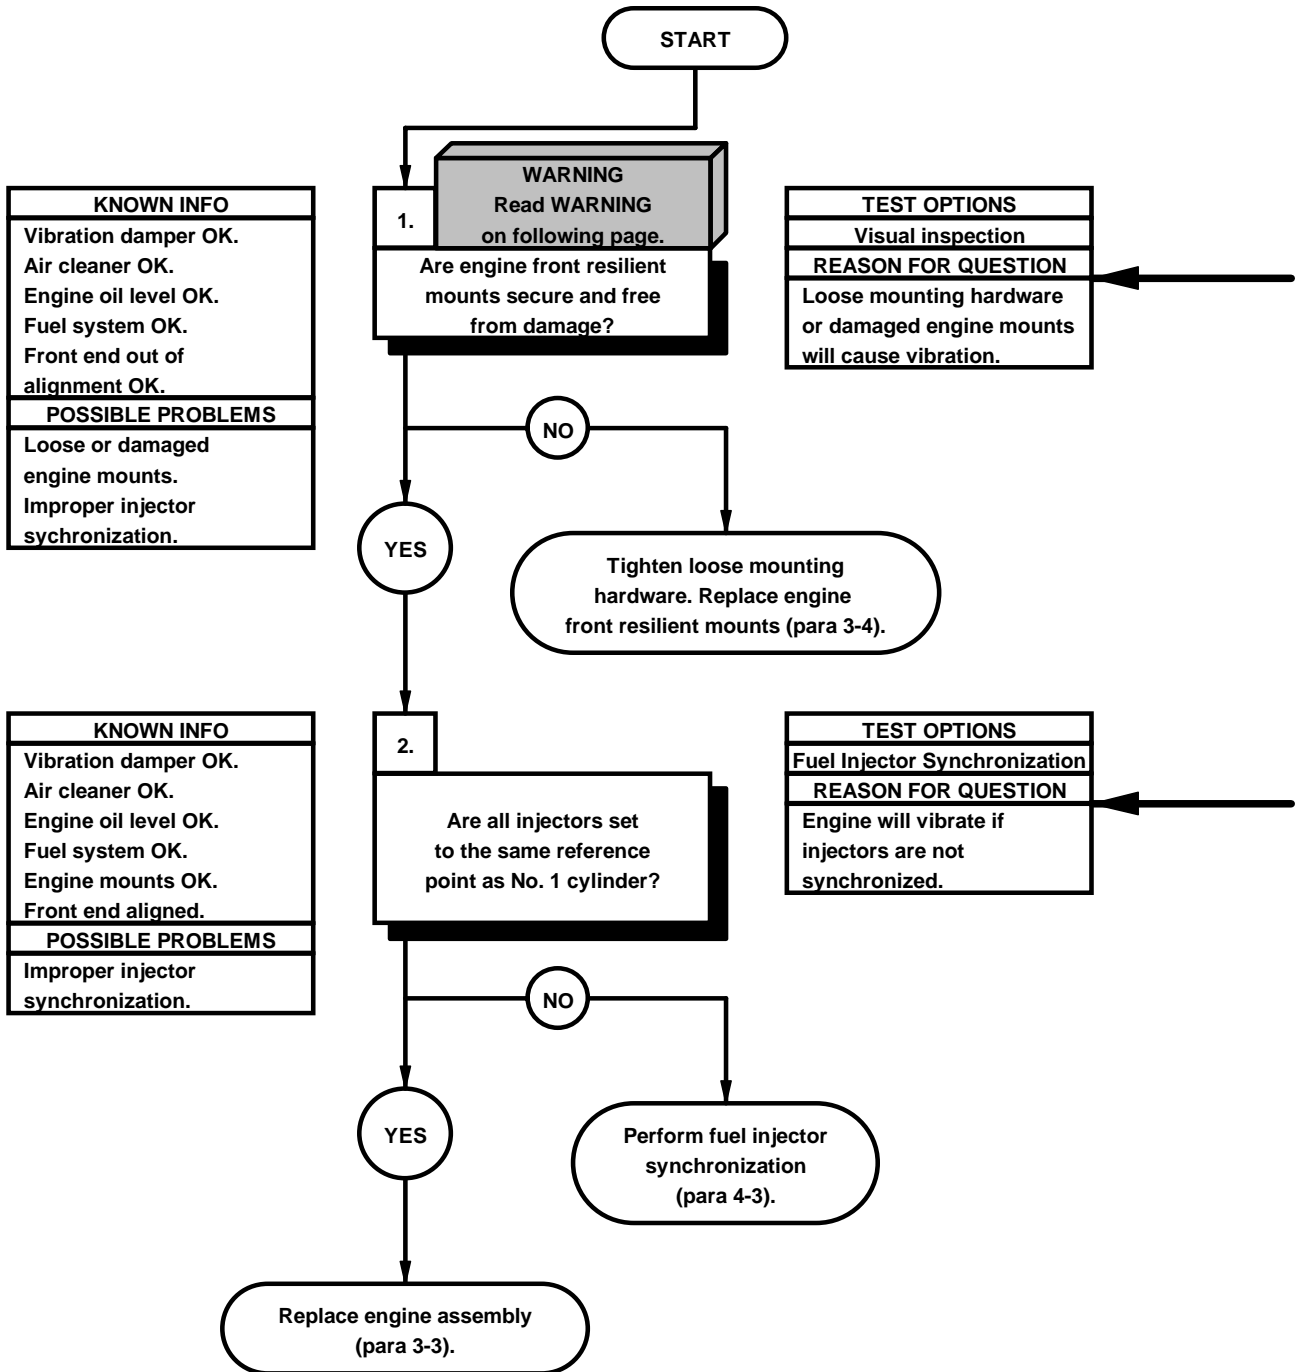 START
KNOWN INFO
Vibration damper OK.
Air cleaner OK.
Engine oil level OK.
Fuel system OK.
Front end out of
alignment OK.
POSSIBLE PROBLEMS
Loose or damaged
engine mounts.
Improper injector
sychronization.
1.
WARNING
Read WARNING
on following page.
Are engine front resilient
mounts secure and free
from damage?
TEST OPTIONS
Visual inspection
REASON FOR QUESTION
Loose mounting hardware
or damaged engine mounts
will cause vibration.
NO
YES
Tighten loose mounting
hardware. Replace engine
front resilient mounts (para 3-4).
KNOWN INFO
Vibration damper OK.
Air cleaner OK.
Engine oil level OK.
Fuel system OK.
Engine mounts OK.
Front end aligned.
POSSIBLE PROBLEMS
Improper injector
synchronization.
2.
Are all injectors set
to the same reference
point as No. 1 cylinder?
TEST OPTIONS
Fuel Injector Synchronization
REASON FOR QUESTION
Engine will vibrate if
injectors are not
synchronized.
NO
YES
Perform fuel injector
synchronization
(para 4-3).
Replace engine assembly
(para 3-3).